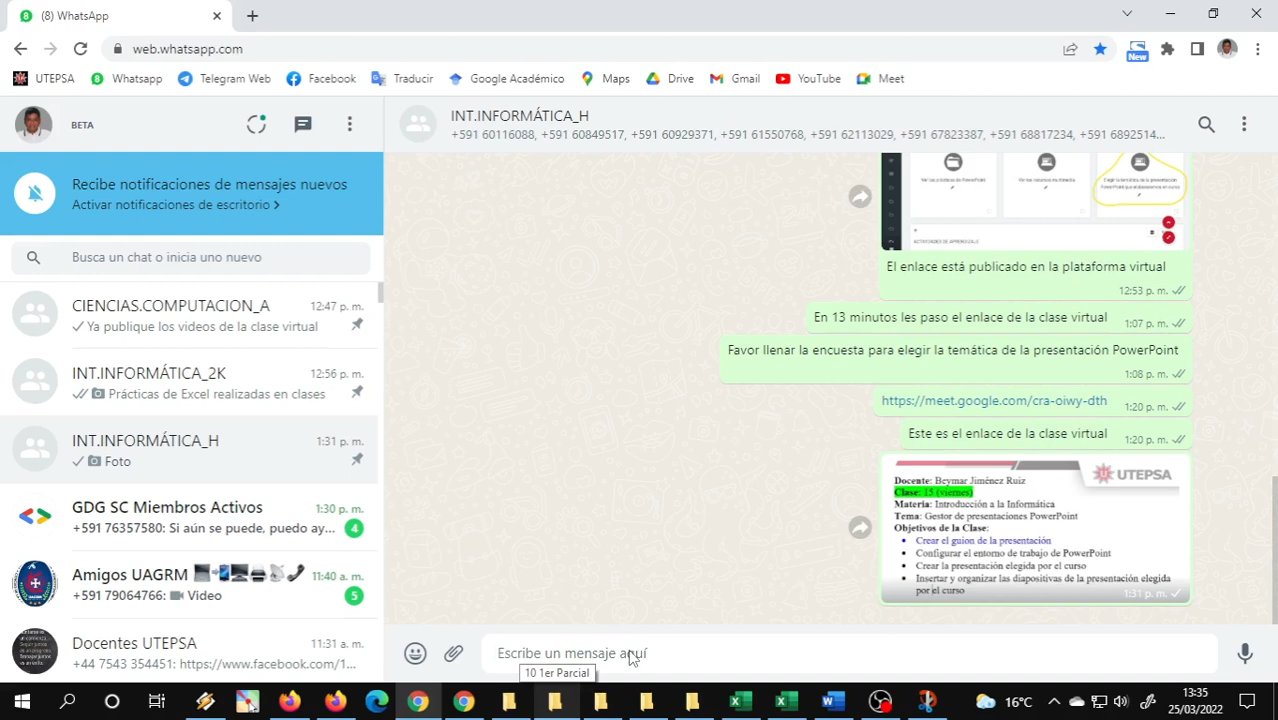 (8) WhatsApp
web.whatsapp.com
New
UTEPSA
Whatsapp
Telegram Web
Facebook
Traducir
Google Académico
Maps
Drive
Gmail
YouTube
Meet
BETA
INT.INFORMÁTICA_H
+591 60116088, +591 60849517, +591 60929371, +591 61550768, +591 62113029, +591 67823387, +591 68817234, +591 6892514...
Recibe notificaciones de mensajes nuevos
Activar notificaciones de escritorio >
Busca un chat o inicia uno nuevo
CIENCIAS.COMPUTACION_A
12:47 p. m.
Ya publique los videos de la clase virtual
INT.INFORMÁTICA_2K
12:56 p. m.
Prácticas de Excel realizadas en clases
INT.INFORMÁTICA_H
1:31 p. m.
Foto
GDG SC Miembros Activos
1:30 p. m.
+591 76357580: Si aún se puede, puedo ay...
4
Amigos UAGRM
11:40 a. m.
+591 79064766: Video
5
Docentes UTEPSA
11:31 a. m.
+44 7543 354451: https://www.facebook.com/1...
El enlace está publicado en la plataforma virtual
12:53 p. m.
En 13 minutos les paso el enlace de la clase virtual
1:07 p. m.
Favor llenar la encuesta para elegir la temática de la presentación PowerPoint
1:08 p. m.
https://meet.google.com/cra-oiwy-dth
1:20 p. m.
Este es el enlace de la clase virtual
1:20 p. m.
UTEPSA
Docente: Beymar Jiménez Ruiz
Clase: 15 (viernes)
Materia: Introducción a la Informática
Tema: Gestor de presentaciones PowerPoint
Objetivos de la Clase:
• Crear el guion de la presentación
• Configurar el entorno de trabajo de PowerPoint
• Crear la presentación elegida por el curso
• Insertar y organizar las diapositivas de la presentación elegida
por el curso
1:31 p. m.
Escribe un mensaje aquí
10 1er Parcial
16°C
13:35
25/03/2022